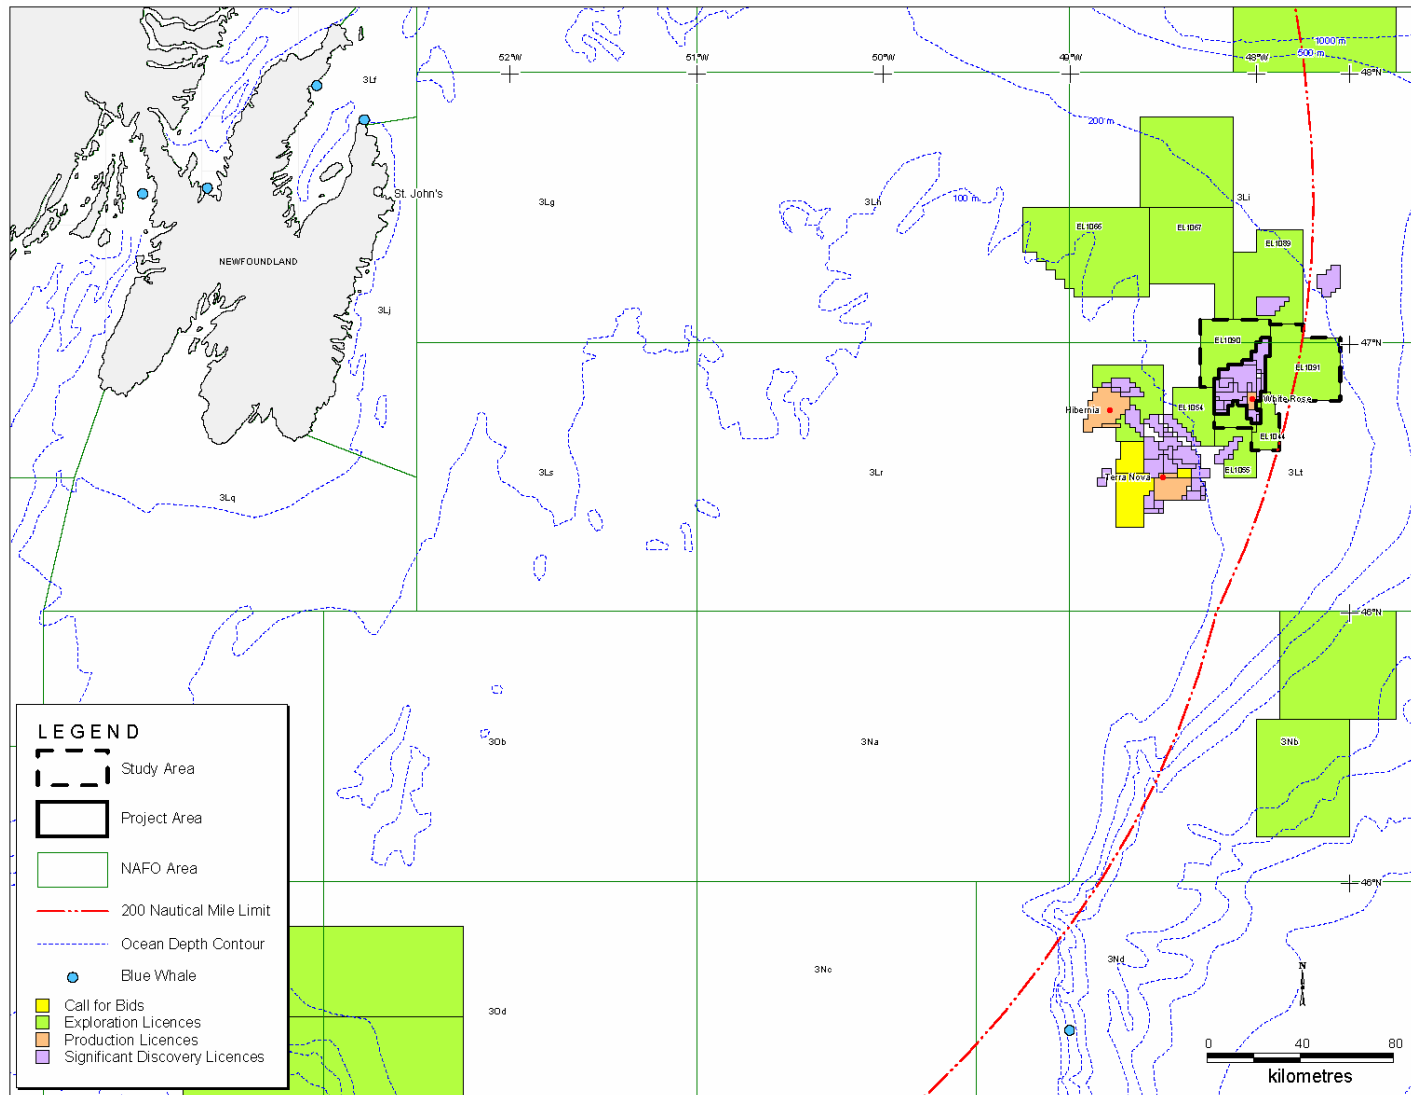 1000 m
500 m
52°W
51°W
50°W
49°W
48°W
48°N
3Lf
200 m
St. John's
3Lg
3Lh
100 m
3Li
EL1066
EL1067
EL1089
NEWFOUNDLAND
3Lj
EL1090
47°N
EL1091
White Rose
Hibernia
EL1064
EL1044
3Ls
3Lr
EL1055
3Lt
Terra Nova
3Lq
46°N
LEGEND
Study Area
Project Area
NAFO Area
200 Nautical Mile Limit
Ocean Depth Contour
Blue Whale
Call for Bids
Exploration Licences
Production Licences
Significant Discovery Licences
3Ob
3Na
3Nb
46°N
3Nc
3Nd
3Od
N
0 40 80
kilometres